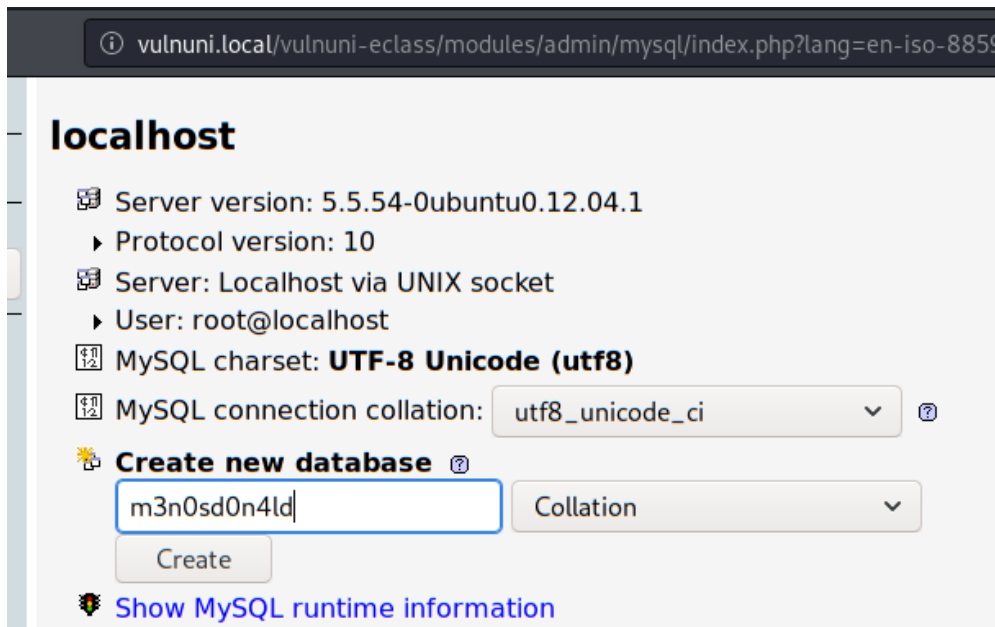 vulnuni.local/vulnuni-eclass/modules/admin/mysql/index.php?lang=en-iso-8859
localhost
Server version: 5.5.54-0ubuntu0.12.04.1
Protocol version: 10
Server: Localhost via UNIX socket
User: root@localhost
MySQL charset: UTF-8 Unicode (utf8)
MySQL connection collation: utf8_unicode_ci
Create new database
m3n0sd0n4ld Collation
Create
Show MySQL runtime information